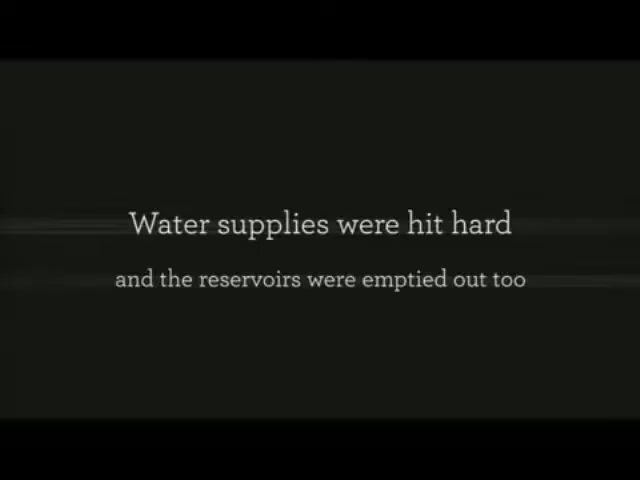 Water supplies were hit hard
and the reservoirs were emptied out too